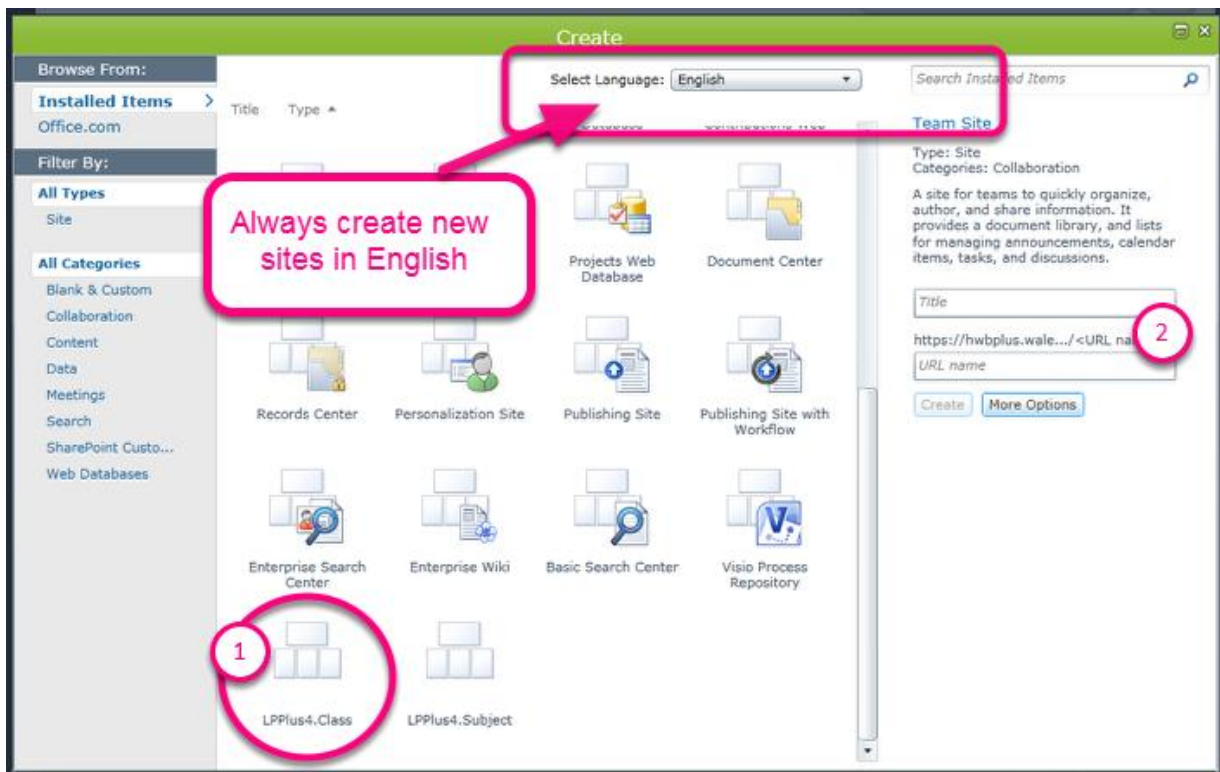 Create
Browse From:
Installed Items
Office.com
Filter By:
All Types
Site
All Categories
Blank & Custom
Collaboration
Content
Data
Meetings
Search
SharePoint Custo...
Web Databases
Select Language: English
Title Type
Always create new
sites in English
Projects Web
Database
Document Center
Records Center
Personalization Site
Publishing Site
Publishing Site with
Workflow
Enterprise Search
Center
Enterprise Wiki
Basic Search Center
Visio Process
Repository
1
LPPlus4.Class
LPPlus4.Subject
Search Installed Items
Team Site
Type: Site
Categories: Collaboration
A site for teams to quickly organize,
author, and share information. It
provides a document library, and lists
for managing announcements, calendar
items, tasks, and discussions.
Title
2
https://hwbplus.wale.../<URL
URL name
Create More Options